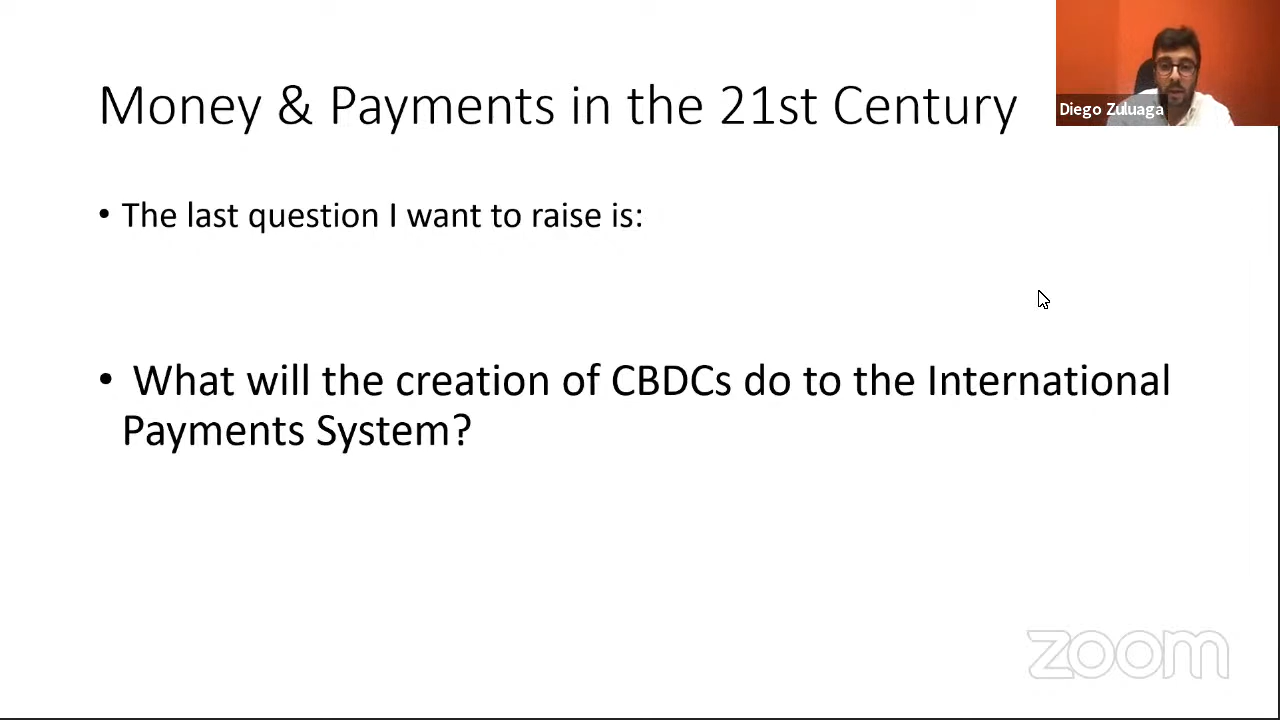 Money & Payments in the 21st Century
Diego Zuluaga
• The last question I want to raise is:
• What will the creation of CBDCs do to the International
Payments System?
zoom